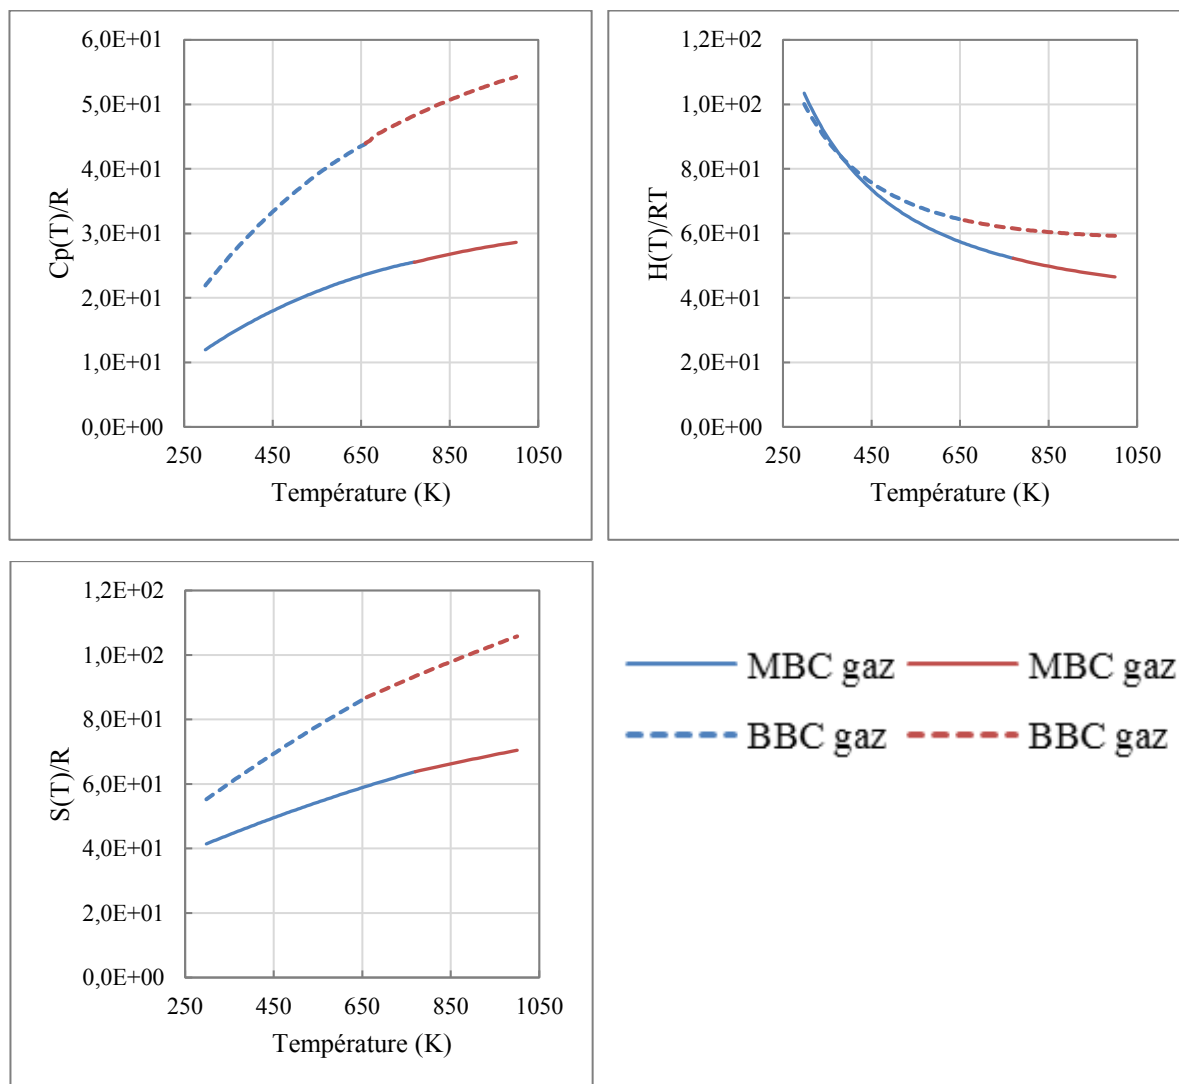 6,0E+01
5,0E+01
4,0E+01
3,0E+01
2,0E+01
1,0E+01
0,0E+00
Cp(T)/R
250 450 650 850 1050
Température (K)
1,2E+02
1,0E+02
8,0E+01
6,0E+01
4,0E+01
2,0E+01
0,0E+00
H(T)/RT
250 450 650 850 1050
Température (K)
1,2E+02
1,0E+02
8,0E+01
6,0E+01
4,0E+01
2,0E+01
0,0E+00
S(T)/R
250 450 650 850 1050
Température (K)
MBC gaz MBC gaz
BBC gaz BBC gaz